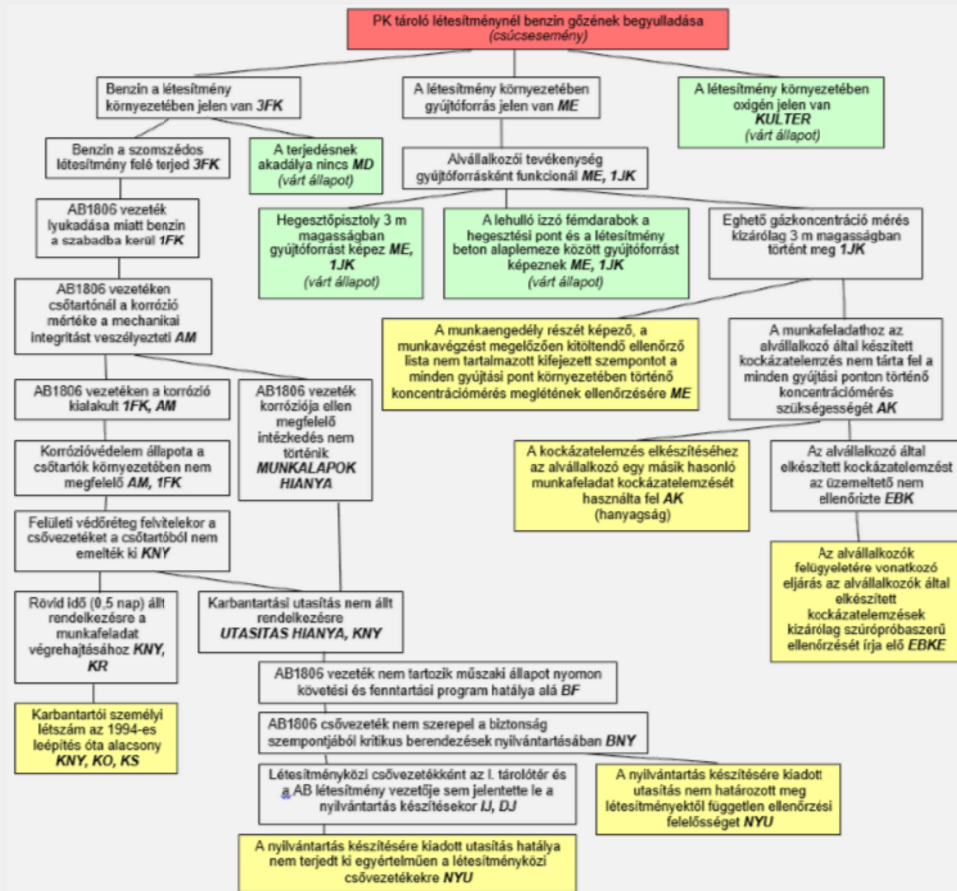 PK tároló létesítménynél benzin gőzének begyulladása
(csúcsesemény)
Benzin a létesítmény
környezetében jelen van 3FK
A létesítmény környezetében
gyújtóforrás jelen van ME
A létesítmény környezetében
oxigén jelen van
KULTER
(várt állapot)
Benzin a szomszédos
létesítmény felé terjed 3FK
A terjedésnek
akadálya nincs MD
(várt állapot)
Alvállalkozói tevékenység
gyújtóforrásként funkcionál ME, 1JK
AB1806 vezeték
lyukadása miatt benzin
a szabadba kerül 1FK
Hegesztőpisztoly 3 m
magasságban
gyújtóforrást képez ME,
1JK
(várt állapot)
A lehulló izzó fémdarabok a
hegesztési pont és a létesítmény
beton alaplemeze között gyújtóforrást
képeznek ME, 1JK
(várt állapot)
Éghető gázkoncentráció mérés
kizárólag 3 m magasságban
történt meg 1JK
AB1806 vezetéken
csőtartónál a korrózió
mértéke a mechanikai
integritást veszélyezteti AM
A munkaengedély részét képező, a
munkavégzést megelőzően kitöltendő ellenőrző
lista nem tartalmazott kifejezett szempontot a
minden gyújtási pont környezetében történő
koncentrációmérés meglétének ellenőrzésére ME
A munkafeladathoz az
alvállalkozó által készített
kockázatelemzés nem tárta fel a
minden gyújtási ponton történő
koncentrációmérés
szükségességét AK
AB1806 vezetéken a korrózió
kialakult 1FK, AM
AB1806 vezeték
korróziója ellen
megfelelő
intézkedés nem
történik
MUNKALAPOK
HIANYA
Korrózióvédelem állapota a
csőtartók környezetében nem
megfelelő AM, 1FK
A kockázatelemzés elkészítéséhez
az alvállalkozó egy másik hasonló
munkafeladat kockázatelemzését
használta fel AK
(hanyagság)
Az alvállalkozó által
elkészített kockázatelemzést
az üzemeltető nem
ellenőrizte EBK
Felületi védőréteg felvitelekor a
csővezetéket a csőtartóból nem
emelték ki KNY
Az alvállalkozók
felügyeletére vonatkozó
eljárás az alvállalkozók által
elkészített
kockázatelemzések
kizárólag szúrópróbaszerű
ellenőrzését írja elő EBKE
Rövid idő (0,5 nap) állt
rendelkezésre a
munkafeladat
végrehajtásához KNY,
KR
Karbantartási utasítás nem állt
rendelkezésre
UTASITAS HIANYA, KNY
AB1806 vezeték nem tartozik műszaki állapot nyomon
követési és fenntartási program hatálya alá BF
Karbantartói személyi
létszám az 1994-es
leépítés óta alacsony
KNY, KO, KS
AB1806 csővezeték nem szerepel a biztonság
szempontjából kritikus berendezések nyilvántartásában BNY
Létesítményközi csővezetékként az I. tárolótér és
a AB létesítmény vezetője sem jelentette le a
nyilvántartás készítésekor IJ, DJ
A nyilvántartás készítésére kiadott
utasítás nem határozott meg
létesítményektől független ellenőrzési
felelősséget NYU
A nyilvántartás készítésére kiadott utasítás hatálya
nem terjedt ki egyértelműen a létesítményközi
csővezetékekre NYU